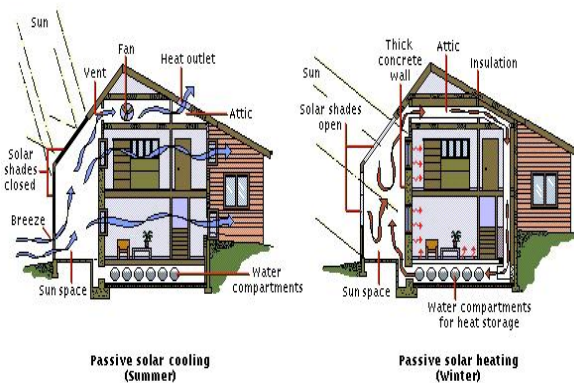 Sun
Fan
Vent
Heat outlet
Attic
Solar
shades
closed
Breeze
Sun space
Water
compartments
Passive solar cooling
(Summer)
Thick
concrete
wall
Attic
Insulation
Sun
Solar shades
open
Sun space
Water compartments
for heat storage
Passive solar heating
(Winter)